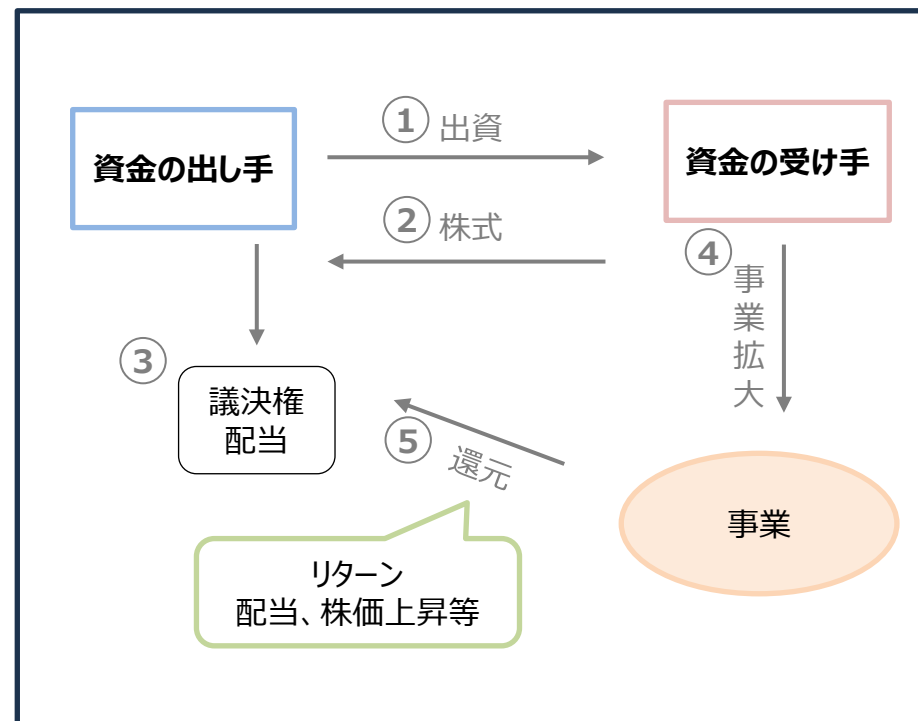 ① 出資
資金の出し手
資金の受け手
② 株式
④
事業拡大
③
議決権
配当
⑤ 還元
事業
リターン
配当、株価上昇等